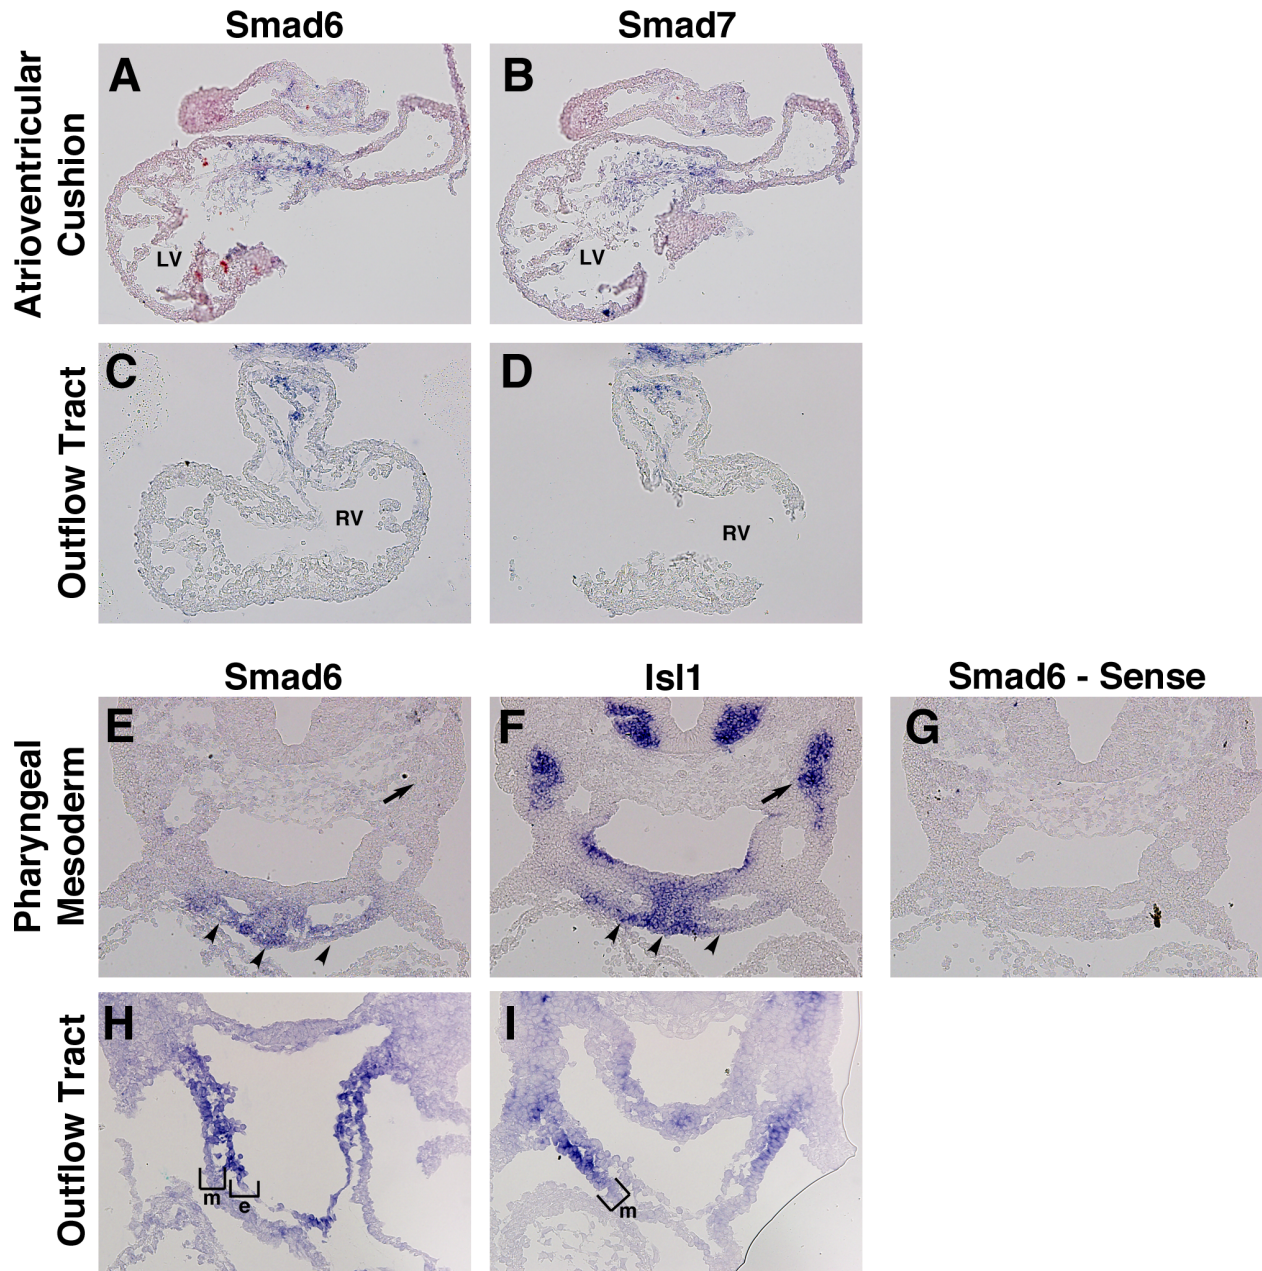 Smad6
Smad7
Atrioventricular
Cushion
A
B
LV
LV
Outflow Tract
C
D
RV
RV
Smad6
Isl1
Smad6 - Sense
Pharyngeal
Mesoderm
E
F
G
Outflow Tract
H
I
m
e
m